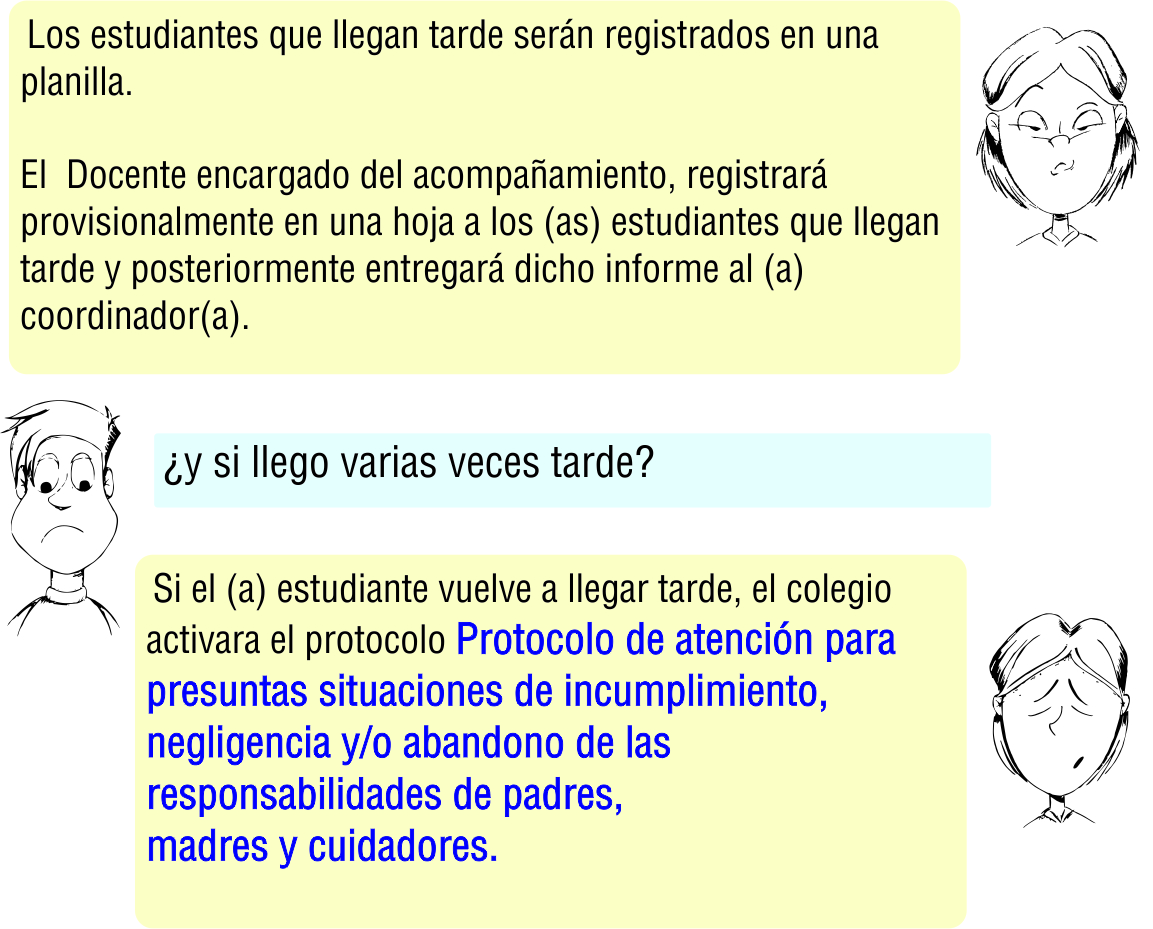 Los estudiantes que llegan tarde serán registrados en una
planilla.
El Docente encargado del acompañamiento, registrará
provisionalmente en una hoja a los (as) estudiantes que llegan
tarde y posteriormente entregará dicho informe al (a)
coordinador(a).
¿y si llego varias veces tarde?
Si el (a) estudiante vuelve a llegar tarde, el colegio
activara el protocolo Protocolo de atención para
presuntas situaciones de incumplimiento,
negligencia y/o abandono de las
responsabilidades de padres,
madres y cuidadores.